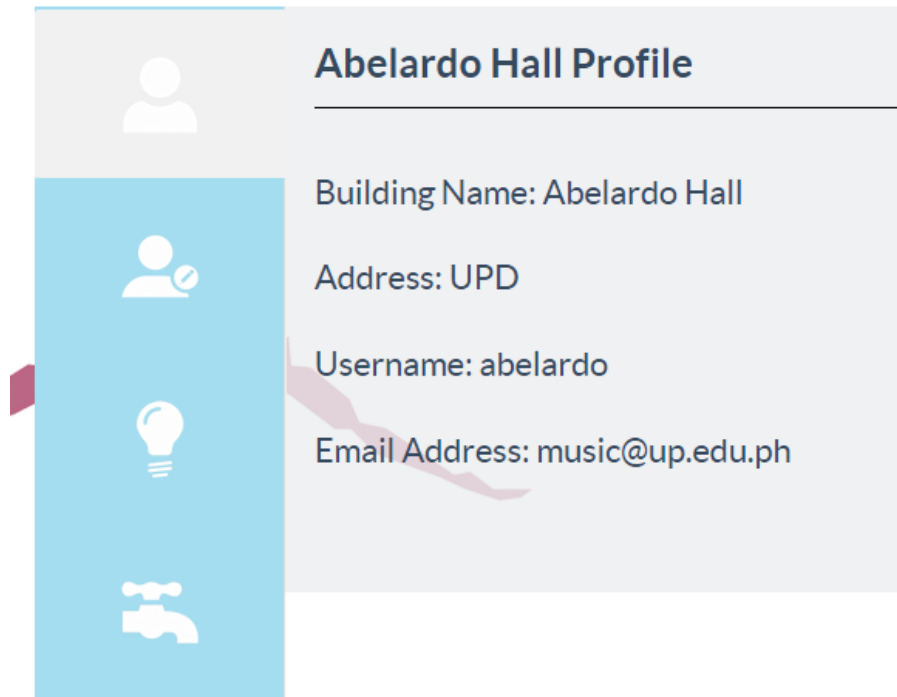 Abelardo Hall Profile
Building Name: Abelardo Hall
Address: UPD
Username: abelardo
Email Address: music@up.edu.ph